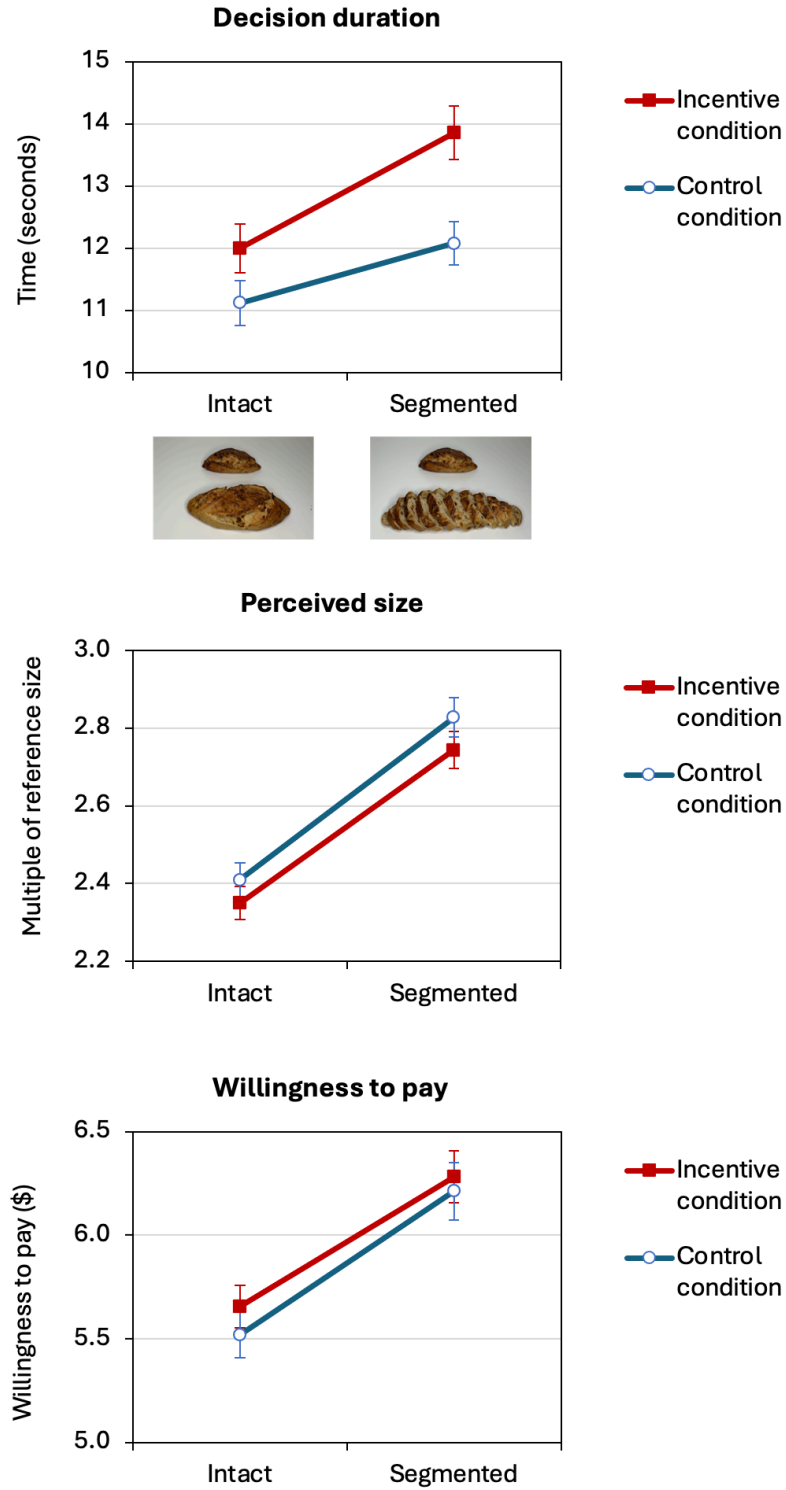 Decision duration
15
14
13
12
11
10
Time (seconds)
Intact
Segmented
Incentive
condition
Control
condition
Perceived size
3.0
2.8
2.6
2.4
2.2
Multiple of reference size
Intact
Segmented
Incentive
condition
Control
condition
Willingness to pay
6.5
6.0
5.5
5.0
Willingness to pay ($)
Intact
Segmented
Incentive
condition
Control
condition